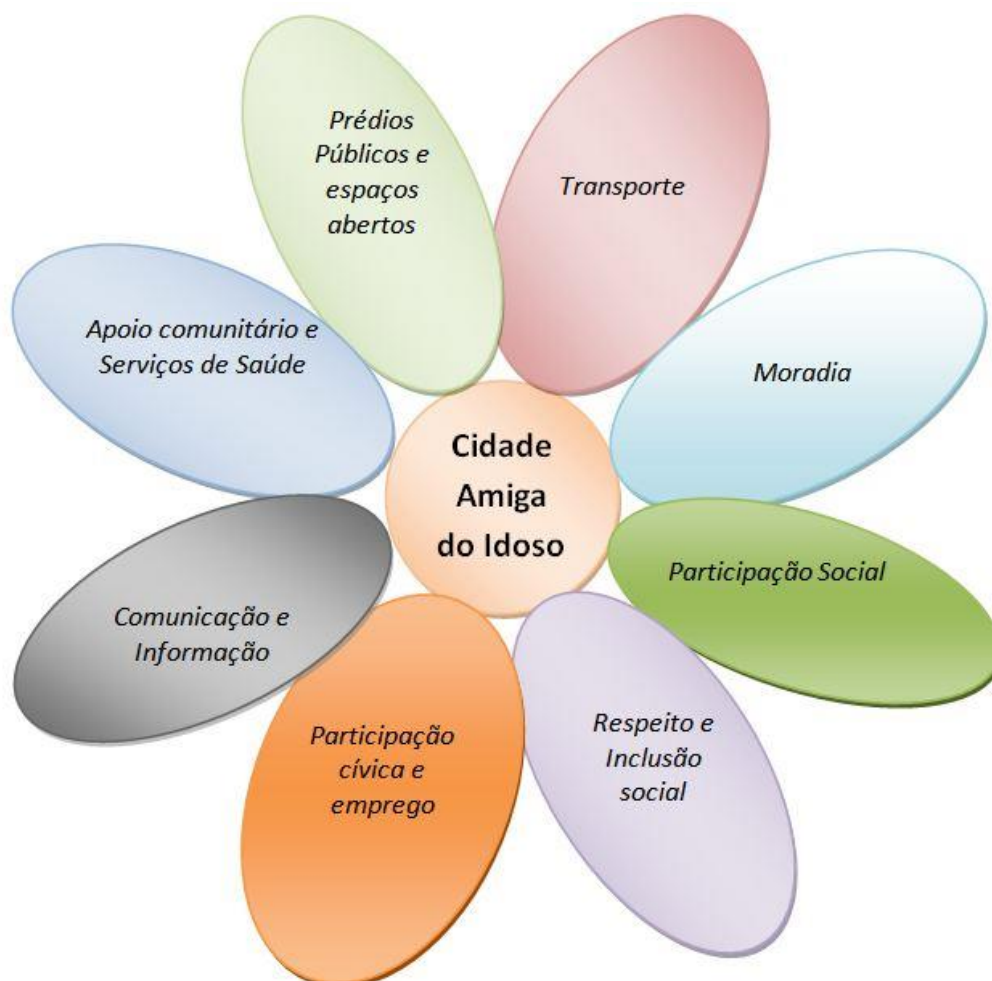 Prédios
Públicos e
espaços
abertos
Transporte
Moradia
Participação Social
Respeito e
Inclusão
social
Participação
cívica e
emprego
Comunicação e
Informação
Apoio comunitário e
Serviços de Saúde
Cidade
Amiga
do Idoso